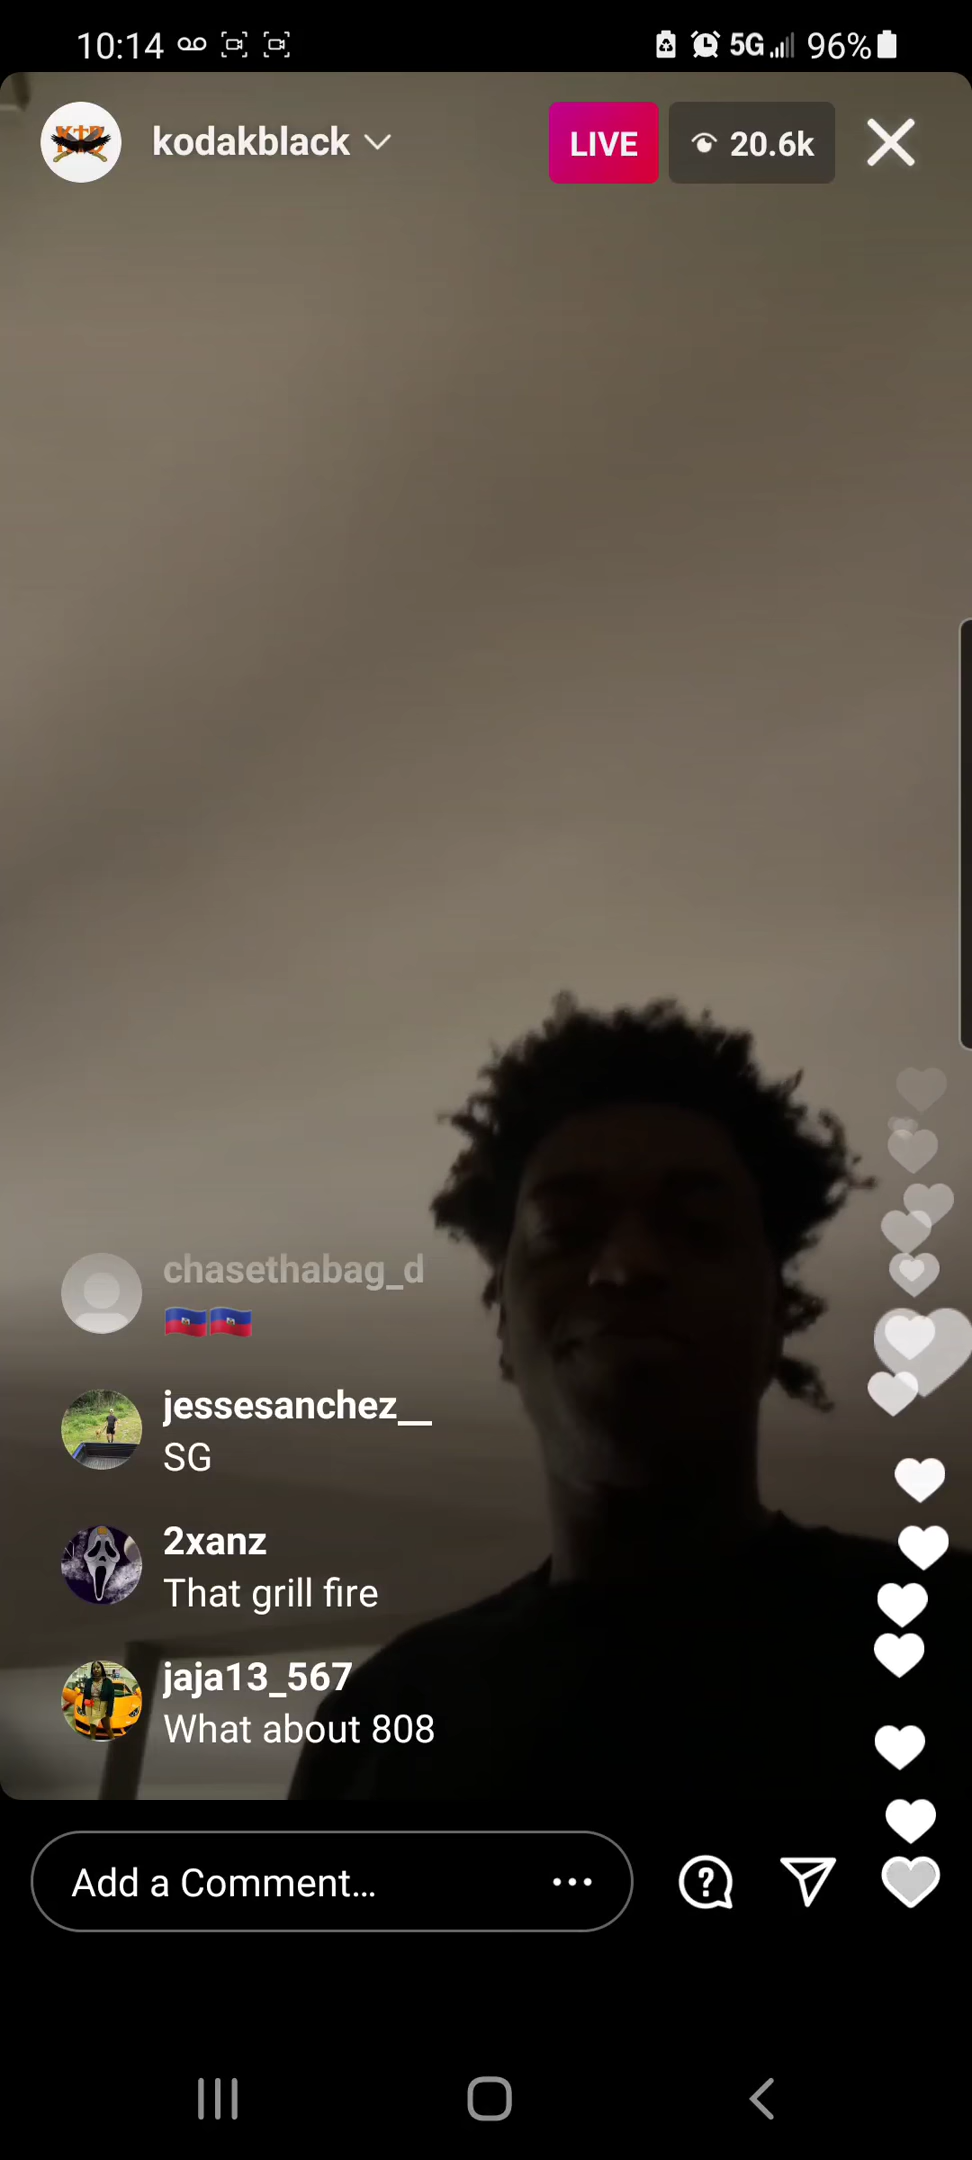 10:14 5G 96%
kodakblack LIVE 20.6k
chasethabag_d
🇭🇹🇭🇹
jessesanchez__
SG
2xanz
That grill fire
jaja13_567
What about 808
Add a Comment...